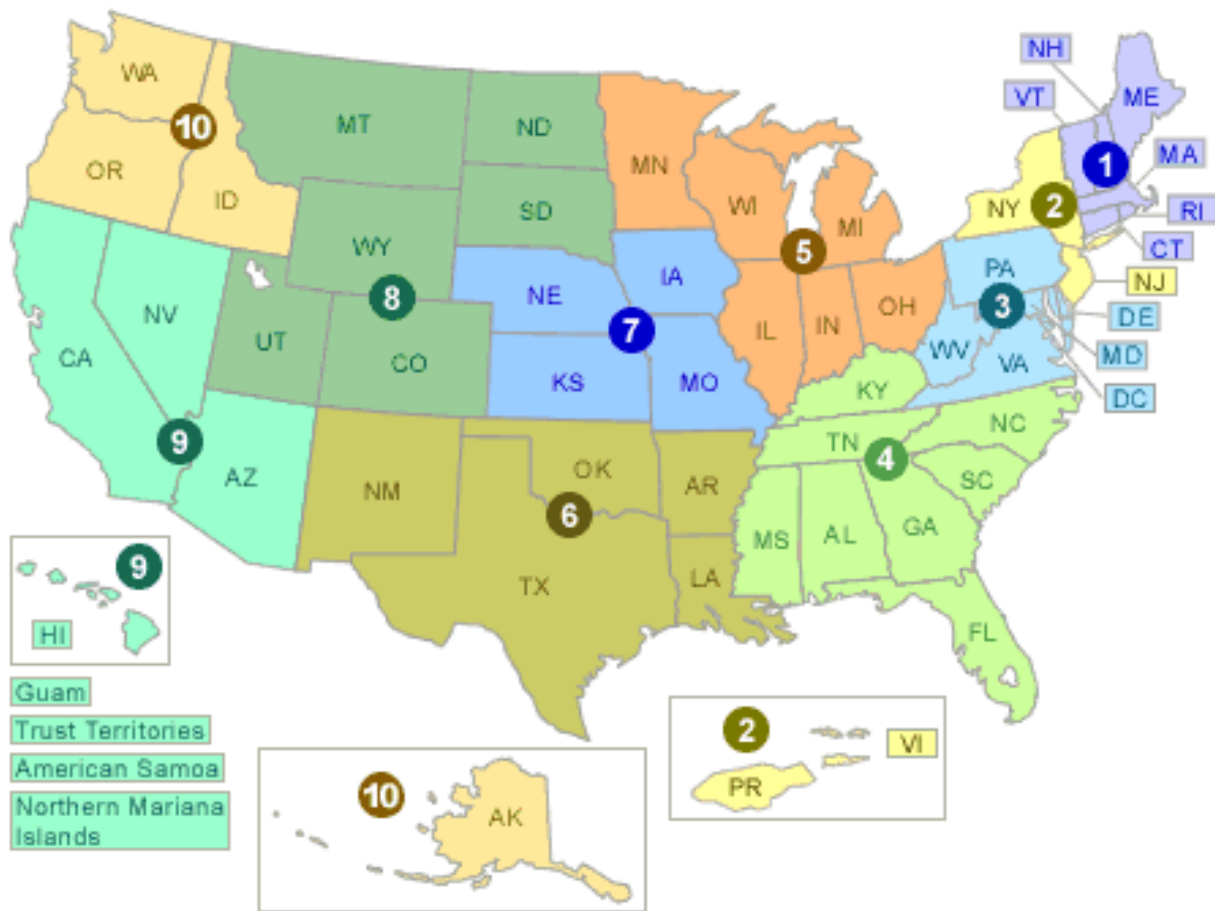 NH
ME
VT
WA
MT
ND
10
MN
1
MA
OR
ID
SD
WI
MI
NY
2
RI
WY
5
CT
8
IA
PA
NJ
NE
3
DE
NV
7
OH
UT
CO
IL
IN
WV
MD
CA
KS
MO
VA
DC
KY
9
TN
NC
4
AZ
NM
OK
AR
SC
6
MS
AL
GA
9
TX
LA
HI
FL
Guam
Trust Territories
2
VI
American Samoa
PR
10
AK
Northern Mariana
Islands